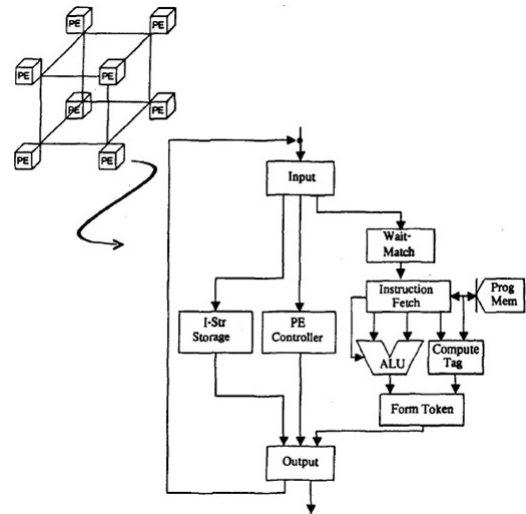 PE
PE
PE
PE
PE
PE
PE
PE
Input
Wait-
Match
Instruction
Fetch
Prog
Mem
I-Str
Storage
PE
Controller
ALU
Compute
Tag
Form Token
Output